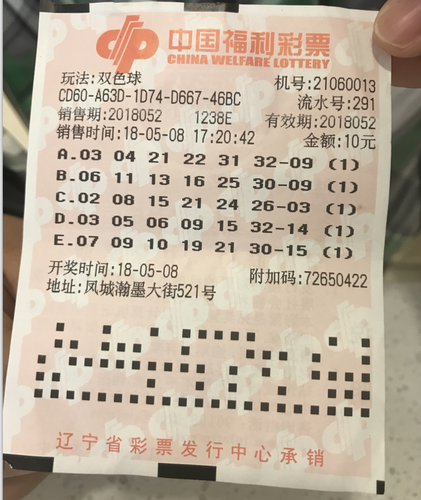 中国福利彩票
CHINA WELFARE LOTTERY
玩法:双色球 机号:21060013
CD60-A63D-1D74-D667-46BC 流水号:291
销售期:2018052 1238E 有效期:2018052
销售时间:18-05-08 17:20:42 金额:10元
A.03 04 21 22 31 32-09 (1)
B.06 11 13 16 25 30-09 (1)
C.02 08 15 21 24 26-03 (1)
D.03 05 06 09 15 32-14 (1)
E.07 09 10 19 21 30-15 (1)
开奖时间:18-05-08 附加码:72650422
地址:凤城瀚墨大街521号
辽宁省彩票发行中心承销